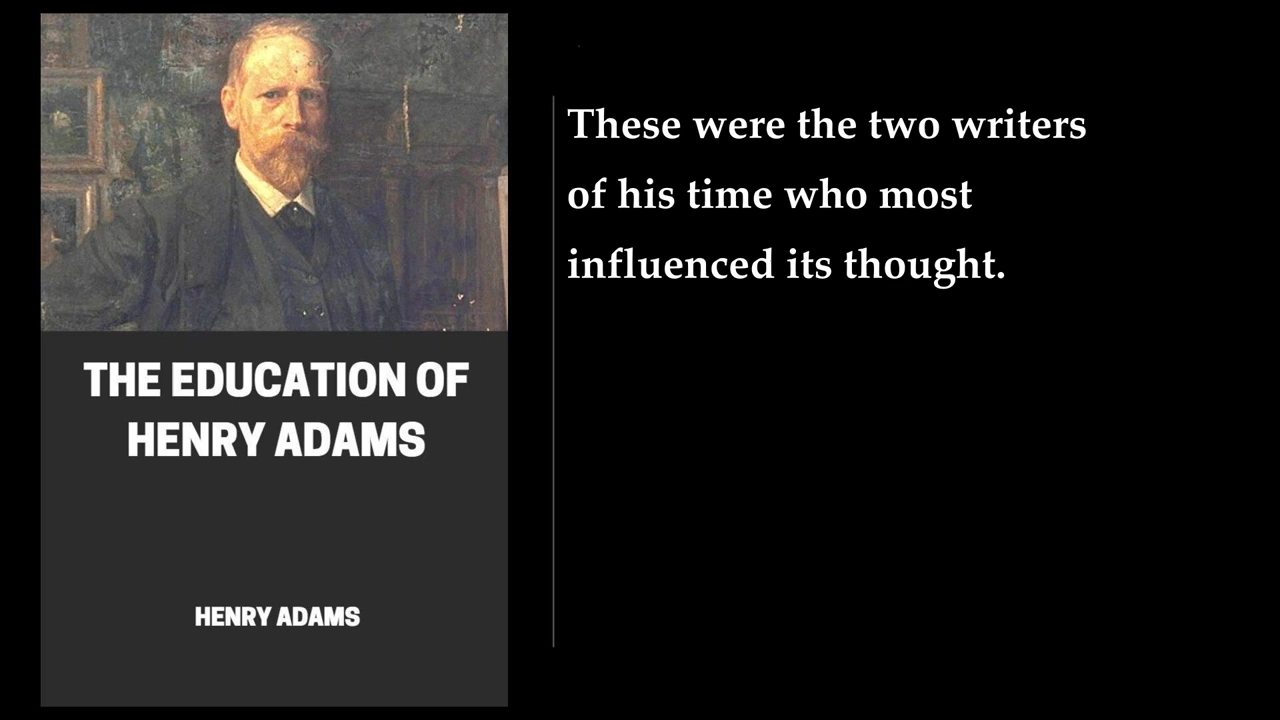 THE EDUCATION OF
HENRY ADAMS
HENRY ADAMS
These were the two writers
of his time who most
influenced its thought.